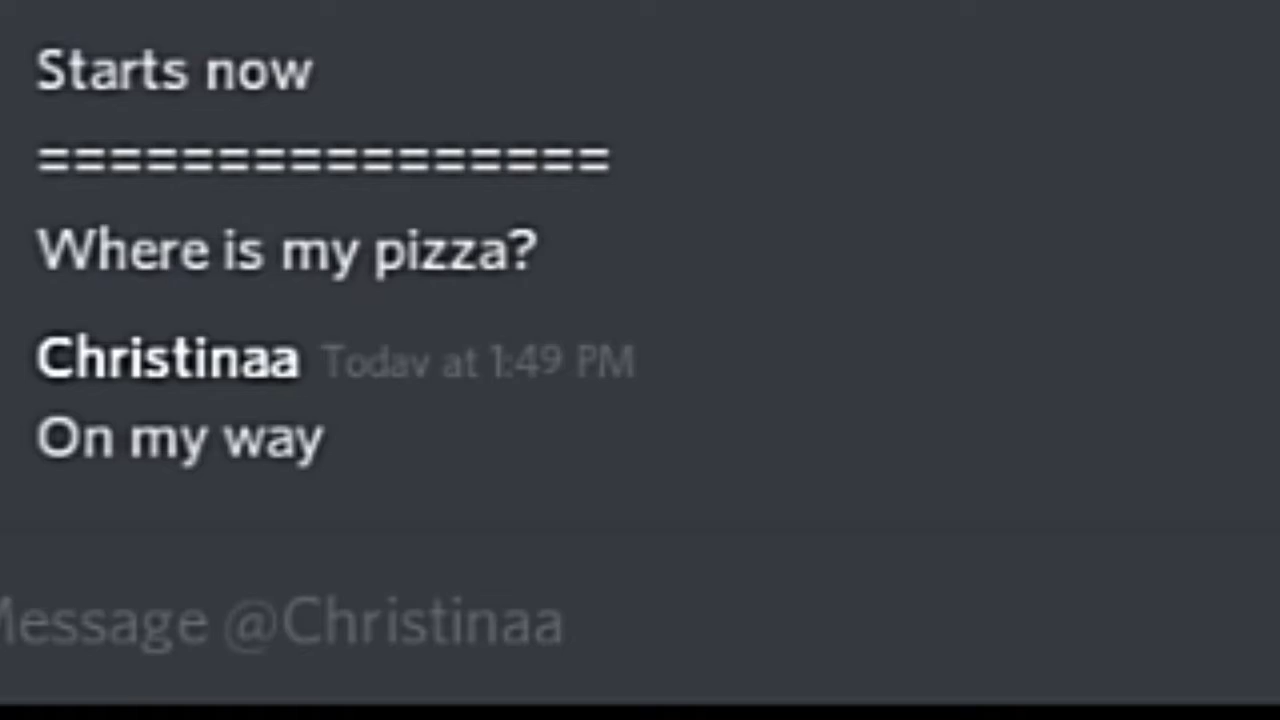 Starts now
================
Where is my pizza?
Christinaa Today at 1:49 PM
On my way
Message @Christinaa